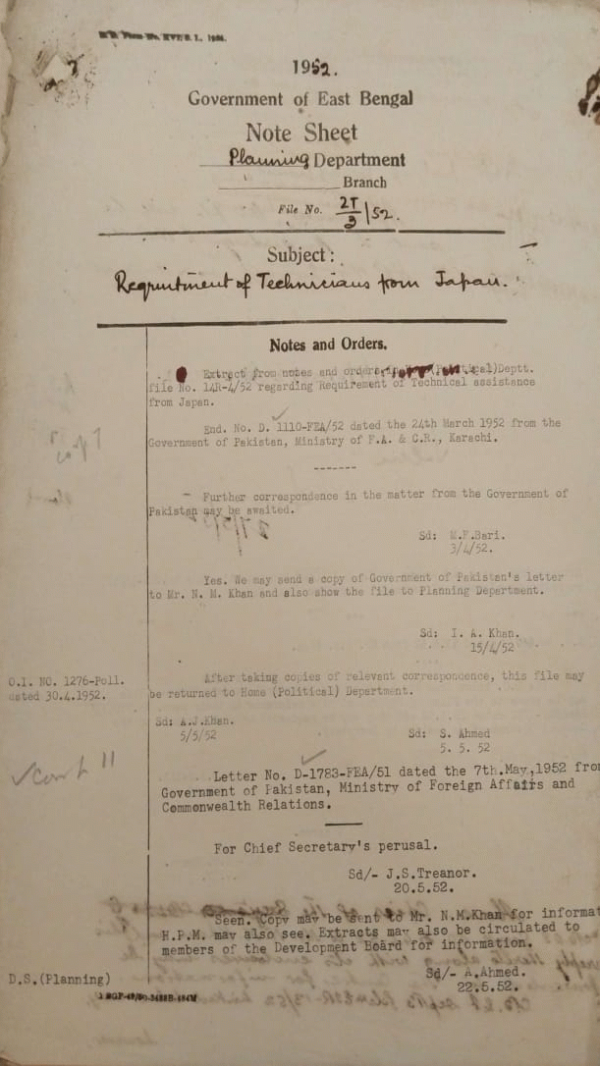 1952.
Government of East Bengal
Note Sheet
Planning Department
Branch
File No. 2T/3/52.
Subject:
Requirtment of Technicians from Japan.
Notes and Orders.
Extract from notes and orders (Political)Deptt.
file No. 14R-4/52 regarding Requirement of Technical assistance
from Japan.
End. No. D. 1110-FEA/52 dated the 24th March 1952 from the
Government of Pakistan, Ministry of F.A. & C.R., Karachi.
-------
Further correspondence in the matter from the Government of
Pakistan may be awaited.
Sd: M.F.Bari.
3/4/52.
Yes. We may send a copy of Government of Pakistan's letter
to Mr. N. M. Khan and also show the file to Planning Department.
Sd: I. A. Khan.
15/4/52
O.I. NO. 1276-Poll.
dated 30.4.1952.
After taking copies of relevant correspondence, this file may
be returned to Home (Political) Department.
Sd: A.J.Khan.
5/5/52
Sd: S. Ahmed
5. 5. 52
Letter No. D-1783-FEA/51 dated the 7th.May,1952 from
Government of Pakistan, Ministry of Foreign Affairs and
Commonwealth Relations.
For Chief Secretary's perusal.
Sd/- J.S.Treanor.
20.5.52.
Seen. Copy may be sent to Mr. N.M.Khan for informat
H.P.M. may also see. Extracts may also be circulated to
members of the Development Board for information.
Sd/- A.Ahmed.
22.5.52.
D.S.(Planning)